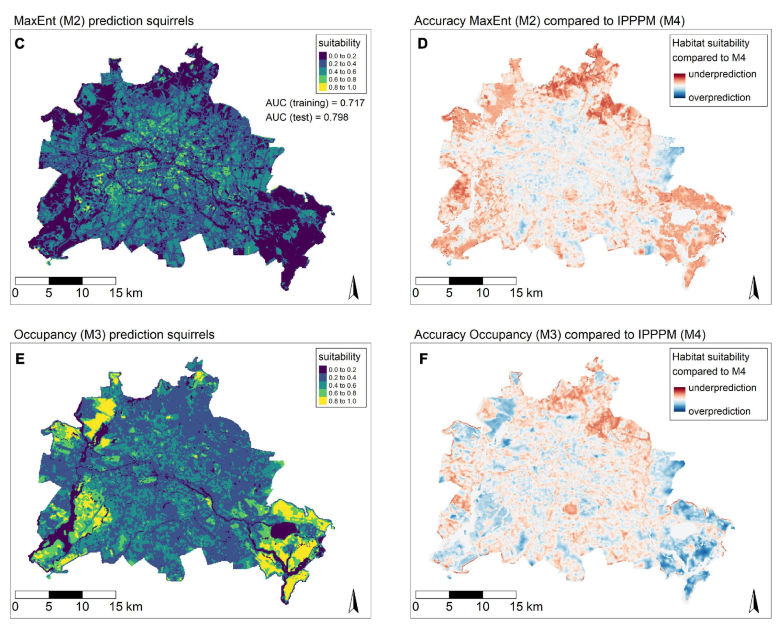 MaxEnt (M2) prediction squirrels
C
suitability
0.0 to 0.2
0.2 to 0.4
0.4 to 0.6
0.6 to 0.8
0.8 to 1.0
AUC (training) = 0.717
AUC (test) = 0.798
0 5 10 15 km
Accuracy MaxEnt (M2) compared to IPPPM (M4)
D
Habitat suitability
compared to M4
underprediction
overprediction
0 5 10 15 km
Occupancy (M3) prediction squirrels
E
suitability
0.0 to 0.2
0.2 to 0.4
0.4 to 0.6
0.6 to 0.8
0.8 to 1.0
0 5 10 15 km
Accuracy Occupancy (M3) compared to IPPPM (M4)
F
Habitat suitability
compared to M4
underprediction
overprediction
0 5 10 15 km